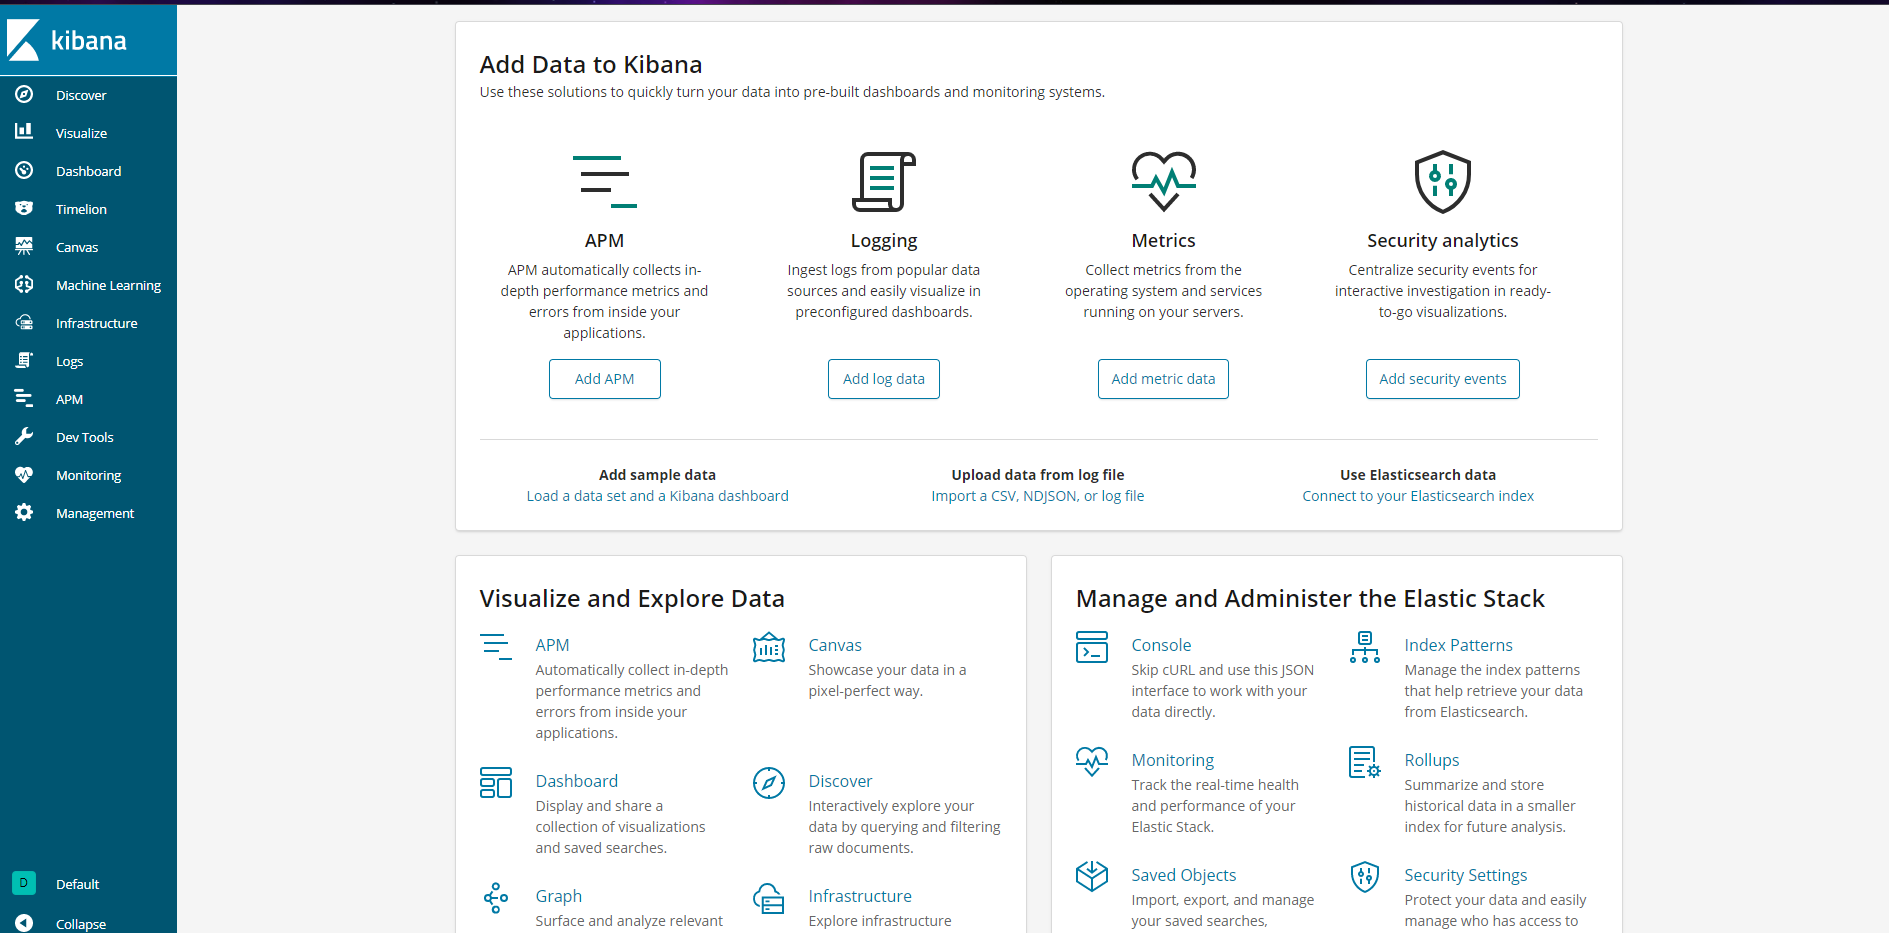 kibana
Discover
Visualize
Dashboard
Timelion
Canvas
Machine Learning
Infrastructure
Logs
APM
Dev Tools
Monitoring
Management
D
Default
Collapse
Add Data to Kibana
Use these solutions to quickly turn your data into pre-built dashboards and monitoring systems.
APM
APM automatically collects in-
depth performance metrics and
errors from inside your
applications.
Add APM
Logging
Ingest logs from popular data
sources and easily visualize in
preconfigured dashboards.
Add log data
Metrics
Collect metrics from the
operating system and services
running on your servers.
Add metric data
Security analytics
Centralize security events for
interactive investigation in ready-
to-go visualizations.
Add security events
Add sample data
Load a data set and a Kibana dashboard
Upload data from log file
Import a CSV, NDJSON, or log file
Use Elasticsearch data
Connect to your Elasticsearch index
Visualize and Explore Data
APM
Automatically collect in-depth
performance metrics and
errors from inside your
applications.
Canvas
Showcase your data in a
pixel-perfect way.
Dashboard
Display and share a
collection of visualizations
and saved searches.
Discover
Interactively explore your
data by querying and filtering
raw documents.
Graph
Surface and analyze relevant
Infrastructure
Explore infrastructure
Manage and Administer the Elastic Stack
Console
Skip cURL and use this JSON
interface to work with your
data directly.
Index Patterns
Manage the index patterns
that help retrieve your data
from Elasticsearch.
Monitoring
Track the real-time health
and performance of your
Elastic Stack.
Rollups
Summarize and store
historical data in a smaller
index for future analysis.
Saved Objects
Import, export, and manage
your saved searches,
Security Settings
Protect your data and easily
manage who has access to